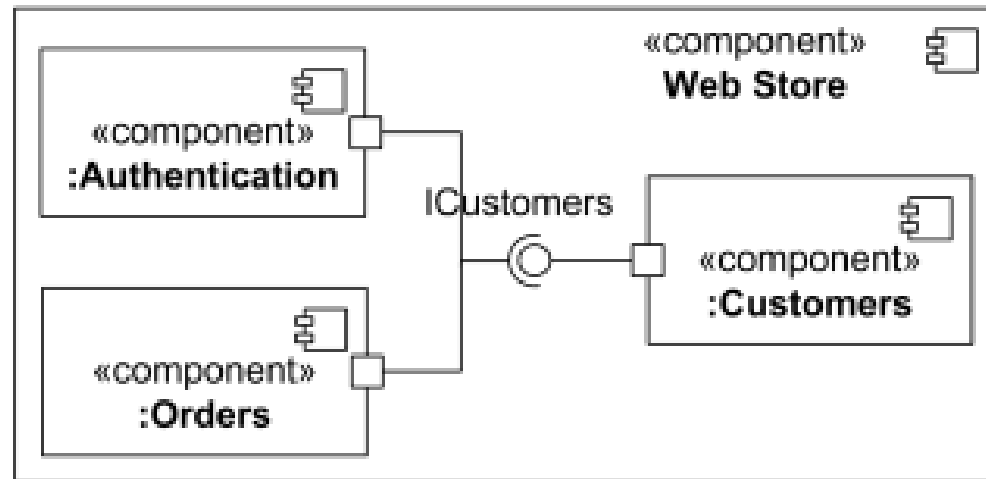 «component»
Web Store
«component»
:Authentication
ICustomers
«component»
:Customers
«component»
:Orders